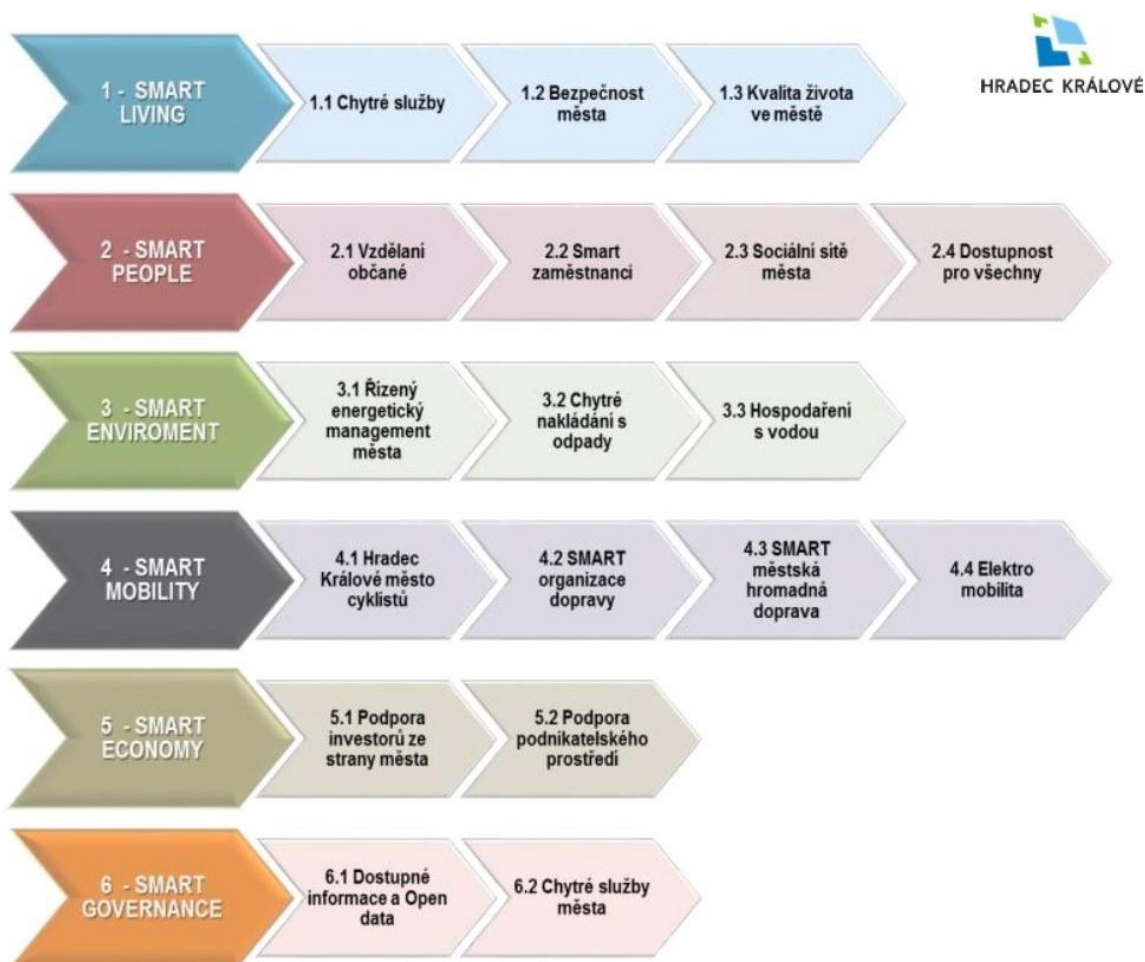 HRADEC KRÁLOVÉ
1 - SMART
LIVING
1.1 Chytré služby
1.2 Bezpečnost
města
1.3 Kvalita života
ve městě
2 - SMART
PEOPLE
2.1 Vzdělaní
občané
2.2 Smart
zaměstnanci
2.3 Sociální sítě
města
2.4 Dostupnost
pro všechny
3 - SMART
ENVIROMENT
3.1 Řízený
energetický
management
města
3.2 Chytré
nakládání s
odpady
3.3 Hospodaření
s vodou
4 - SMART
MOBILITY
4.1 Hradec
Králové město
cyklistů
4.2 SMART
organizace
dopravy
4.3 SMART
městská
hromadná
doprava
4.4 Elektro
mobilita
5 - SMART
ECONOMY
5.1 Podpora
investorů ze
strany města
5.2 Podpora
podnikatelského
prostředí
6 - SMART
GOVERNANCE
6.1 Dostupné
informace a Open
data
6.2 Chytré služby
města